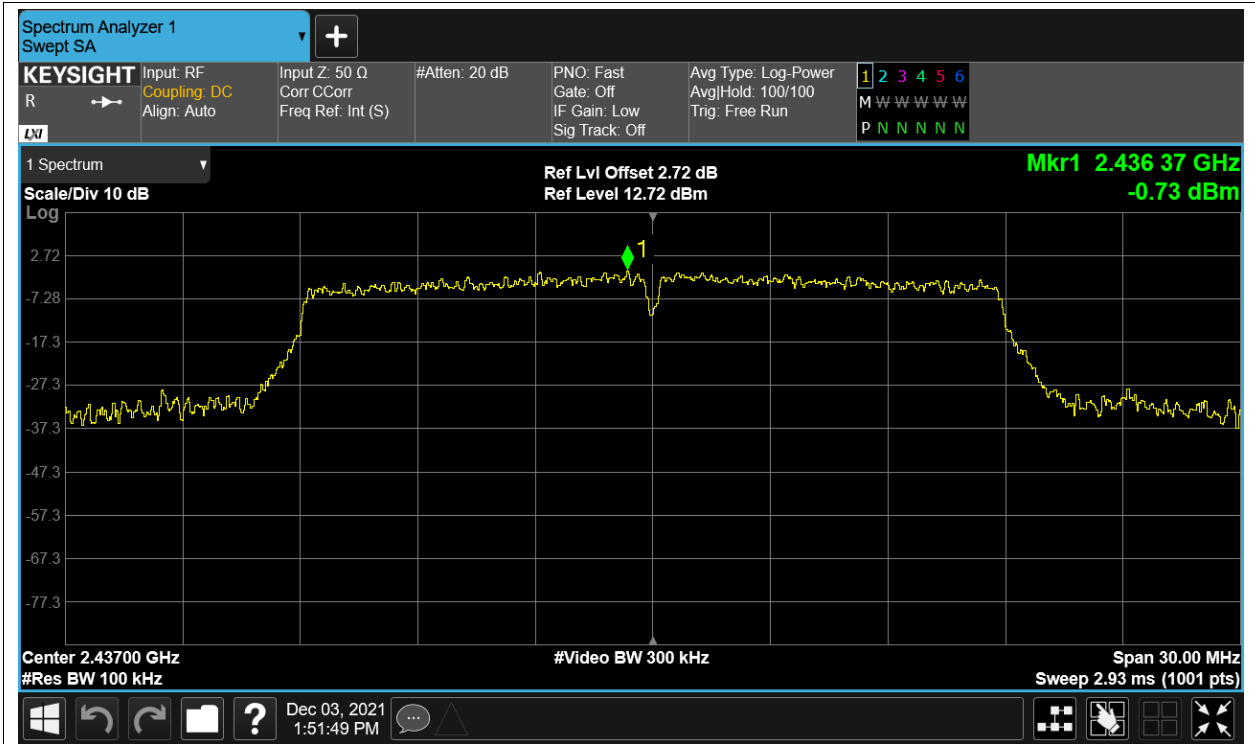 Spectrum Analyzer 1
Swept SA
+
KEYSIGHT
R
LXI
Input: RF
Coupling: DC
Align: Auto
Input Z: 50 Ω
Corr CCorr
Freq Ref: Int (S)
#Atten: 20 dB
PNO: Fast
Gate: Off
IF Gain: Low
Sig Track: Off
Avg Type: Log-Power
Avg|Hold: 100/100
Trig: Free Run
1 2 3 4 5 6
M W W W W W
P N N N N N
1 Spectrum
Scale/Div 10 dB
Log
Ref Lvl Offset 2.72 dB
Ref Level 12.72 dBm
Mkr1 2.436 37 GHz
-0.73 dBm
1
2.72
-7.28
-17.3
-27.3
-37.3
-47.3
-57.3
-67.3
-77.3
Center 2.43700 GHz
#Res BW 100 kHz
#Video BW 300 kHz
Span 30.00 MHz
Sweep 2.93 ms (1001 pts)
?
Dec 03, 2021
1:51:49 PM